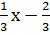 1/3 x − 2/3